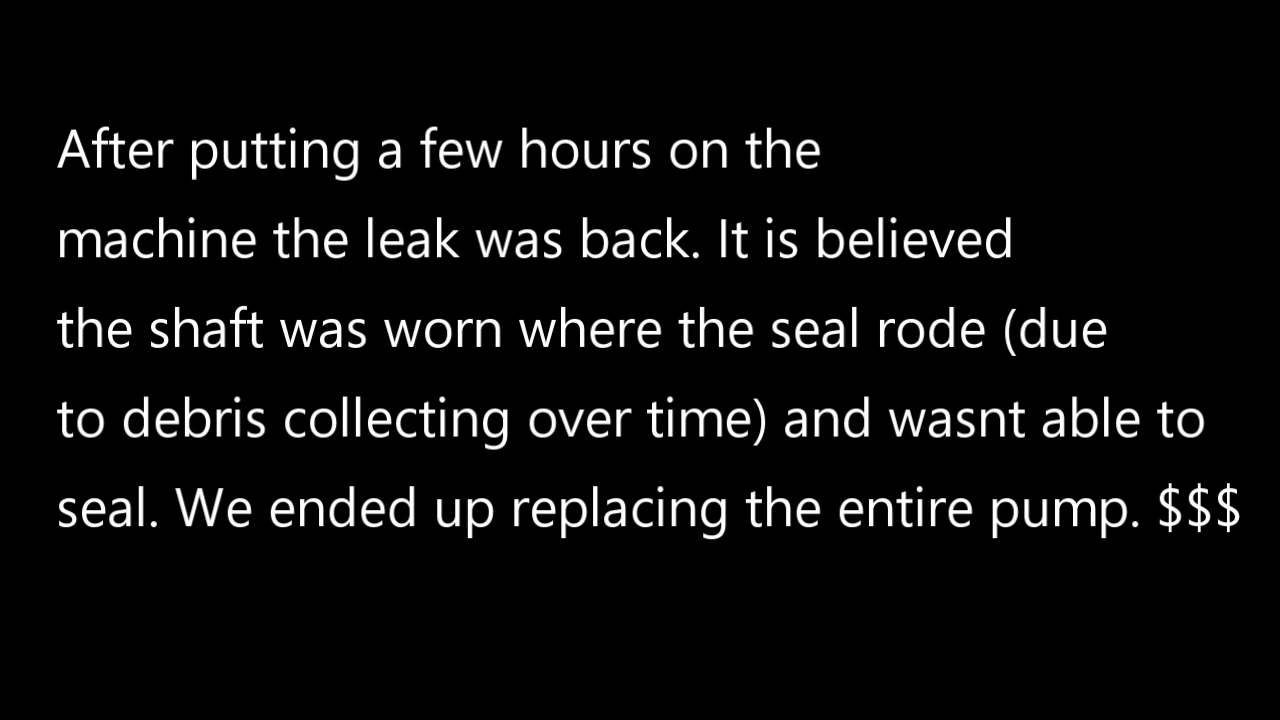 After putting a few hours on the
machine the leak was back. It is believed
the shaft was worn where the seal rode (due
to debris collecting over time) and wasnt able to
seal. We ended up replacing the entire pump. $$$